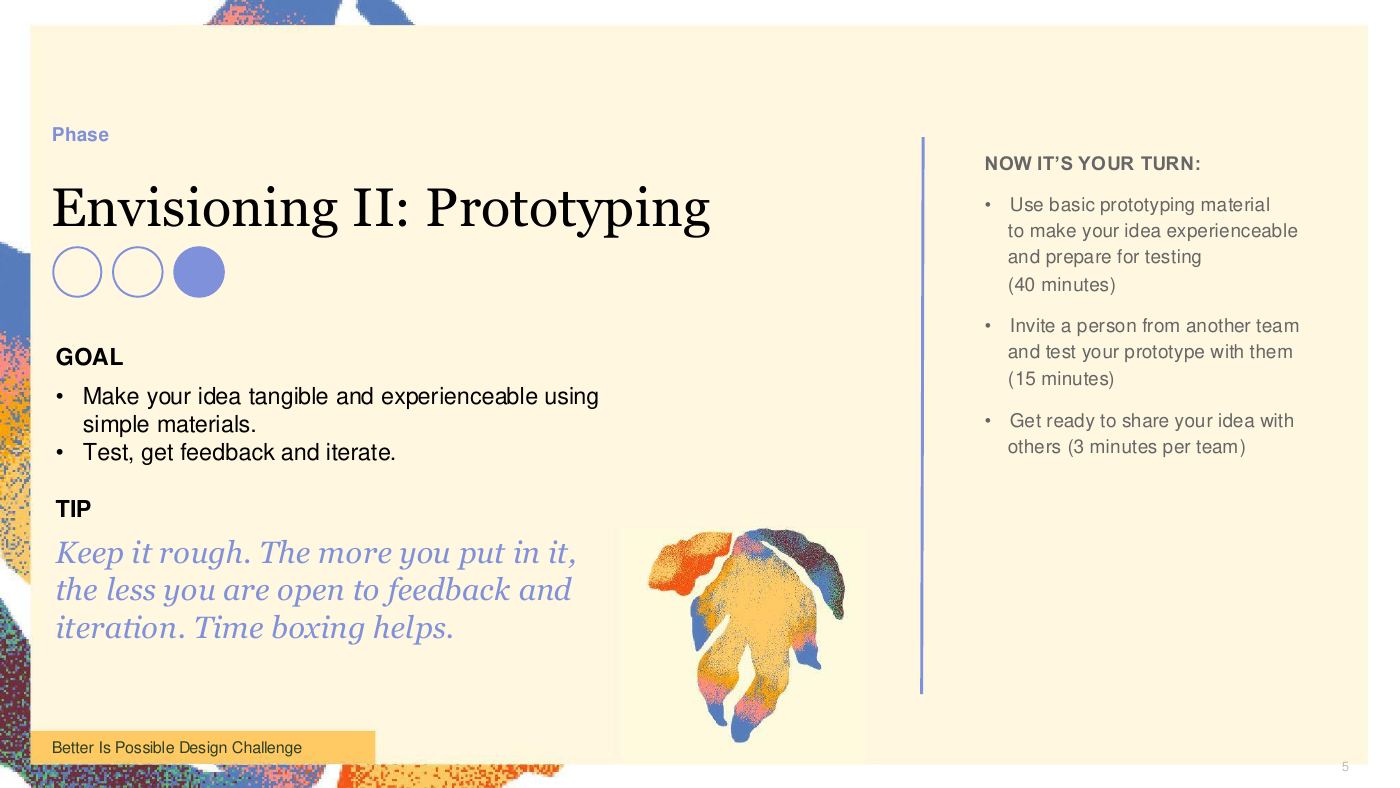 Phase
Envisioning II: Prototyping
GOAL
• Make your idea tangible and experienceable using
simple materials.
• Test, get feedback and iterate.
TIP
Keep it rough. The more you put in it,
the less you are open to feedback and
iteration. Time boxing helps.
Better Is Possible Design Challenge
NOW IT’S YOUR TURN:
• Use basic prototyping material
to make your idea experienceable
and prepare for testing
(40 minutes)
• Invite a person from another team
and test your prototype with them
(15 minutes)
• Get ready to share your idea with
others (3 minutes per team)
5